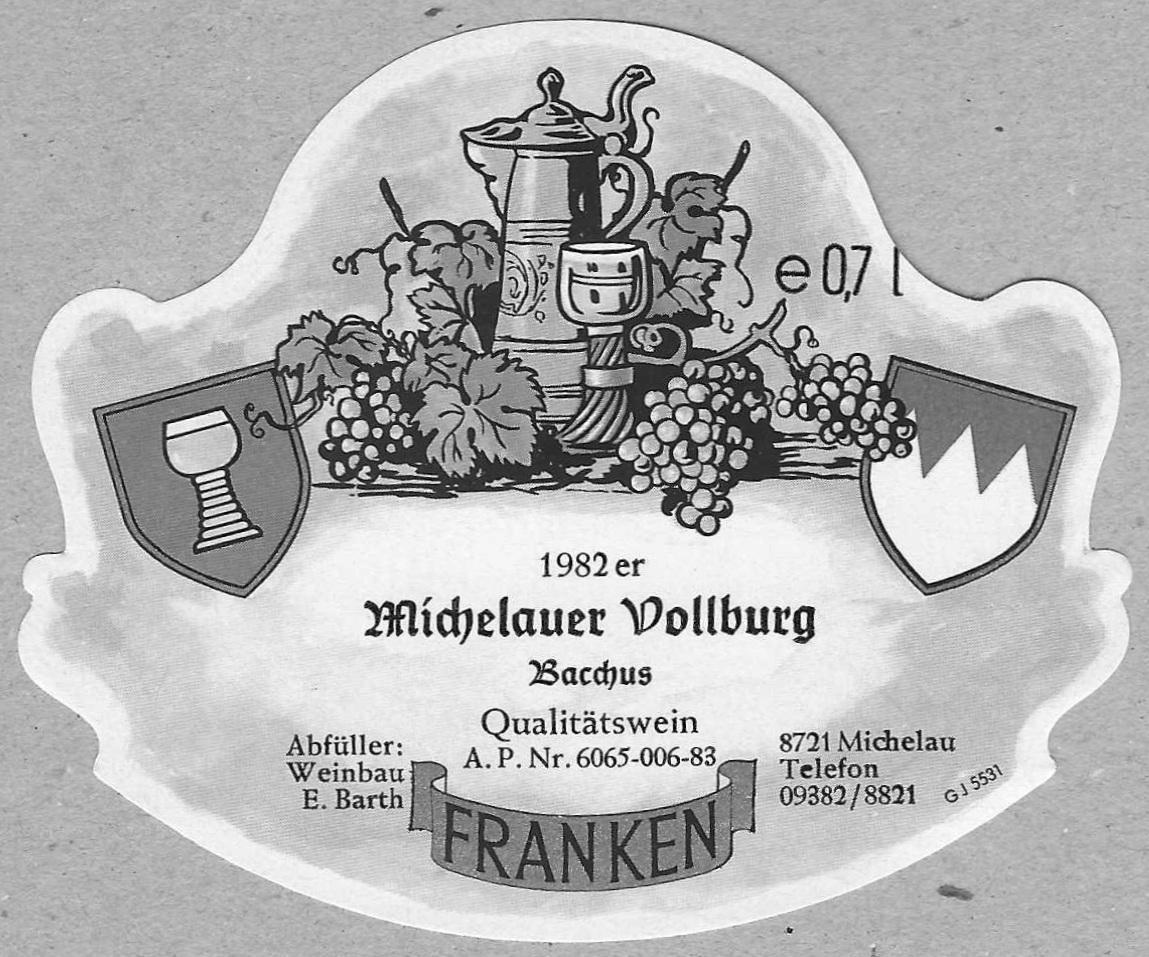 e 0,7 l
1982 er
Michelauer Vollburg
Bacchus
Qualitätswein
A. P. Nr. 6065-006-83
Abfüller:
Weinbau
E. Barth
8721 Michelau
Telefon
09382/8821
GJ 5531
FRANKEN